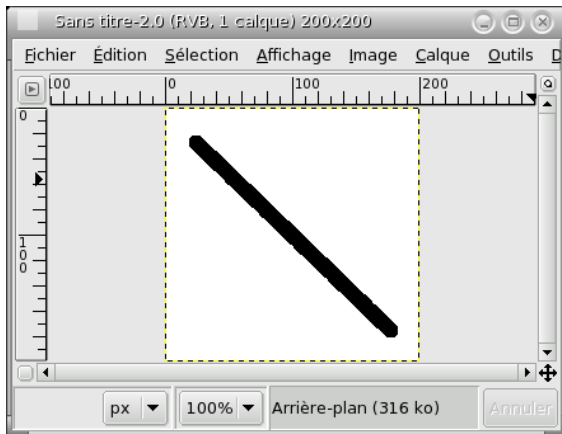 Sans titre-2.0 (RVB, 1 calque) 200x200
Fichier Édition Sélection Affichage Image Calque Outils D
100 0 100 200
0
100
px 100% Arrière-plan (316 ko) Annuler